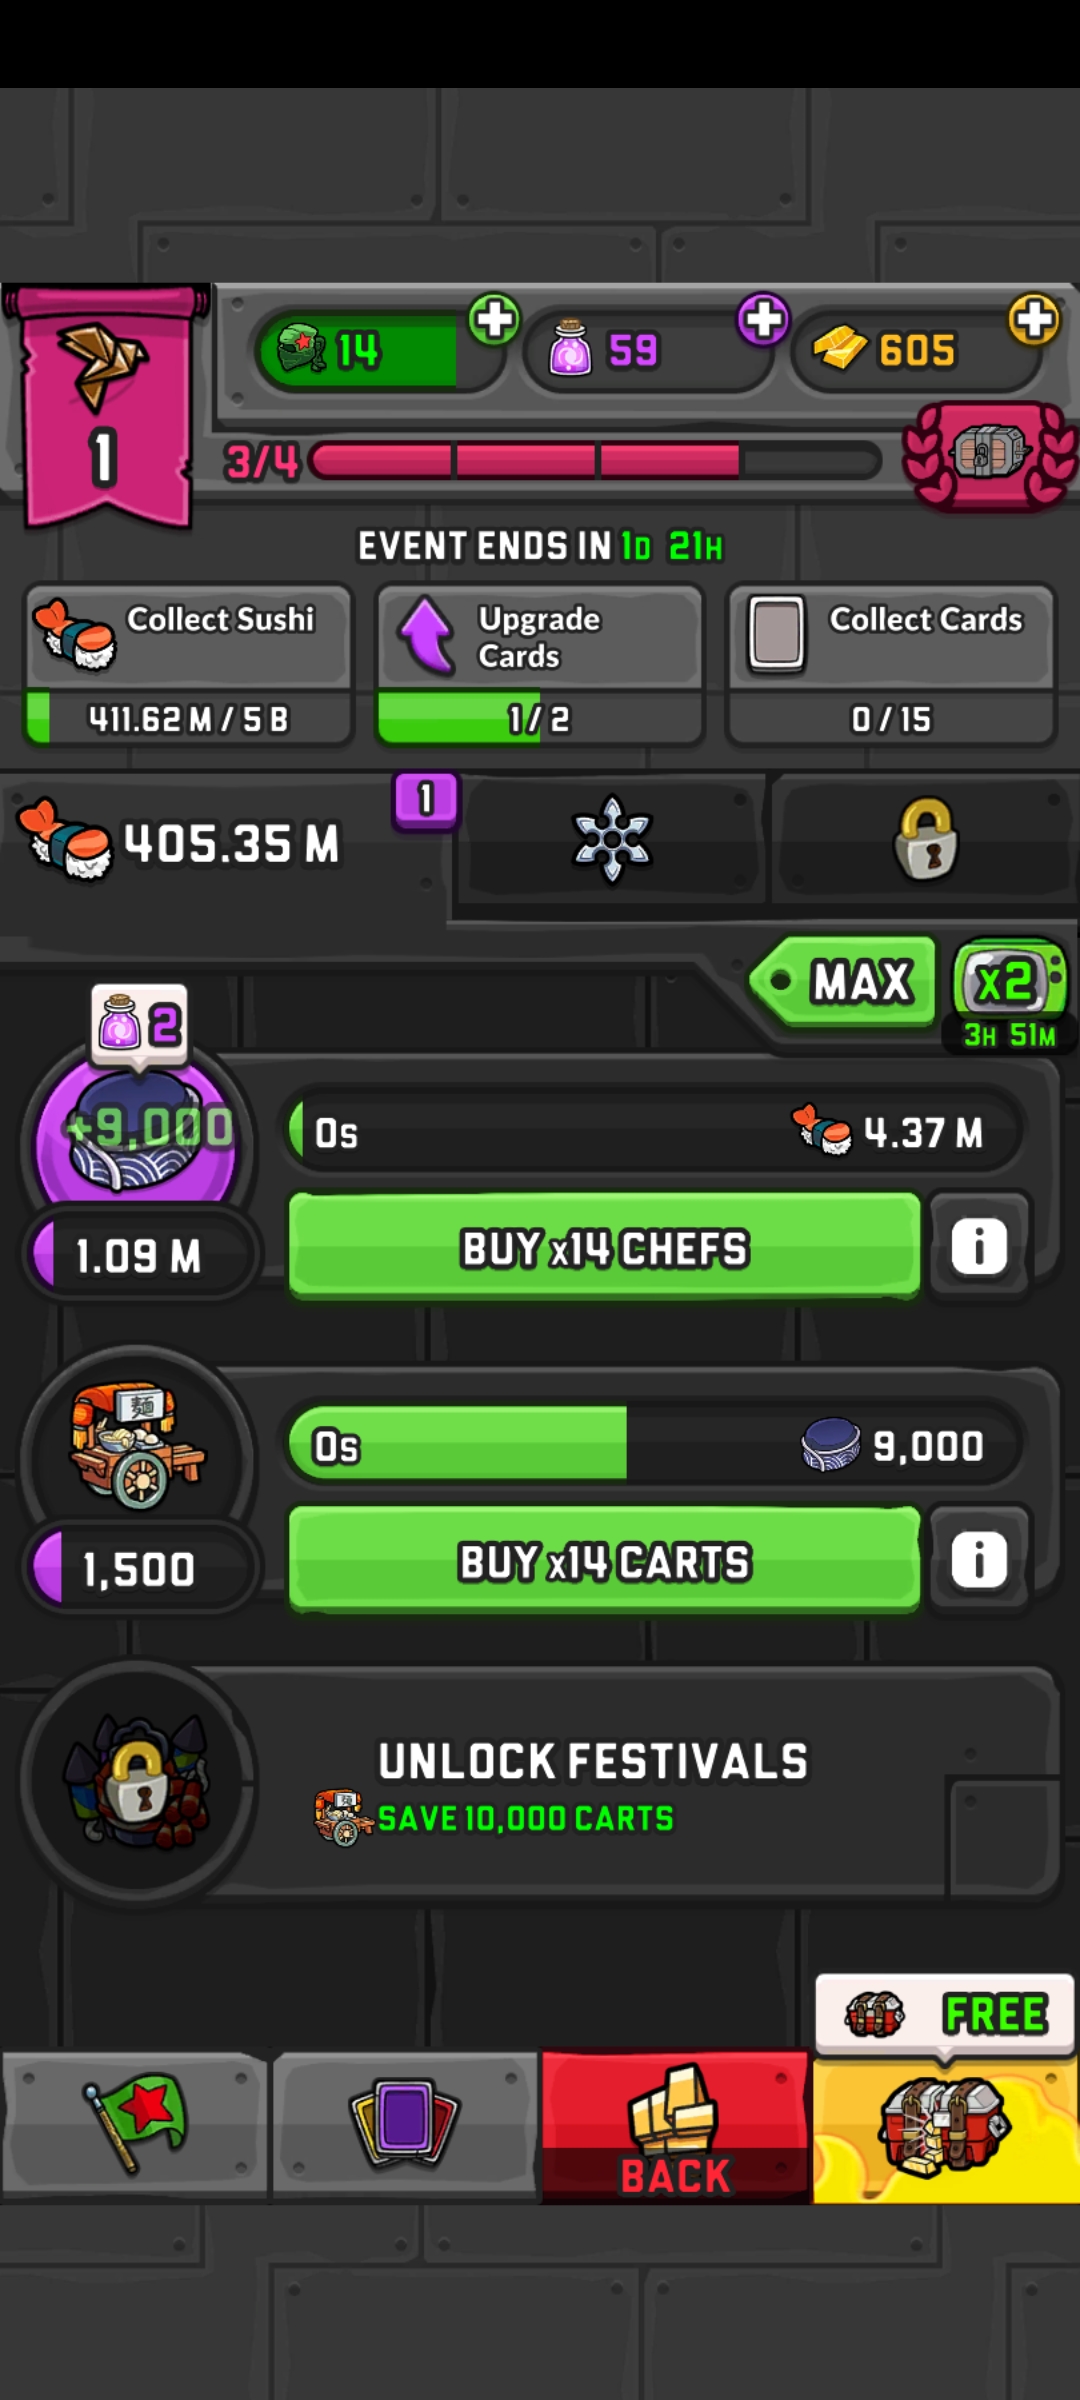 14
59
605
1
3/4
EVENT ENDS IN 1D 21H
Collect Sushi
Upgrade
Cards
Collect Cards
411.62 M / 5 B
1 / 2
0 / 15
405.35 M
1
MAX
x2
3H 51M
2
+9,000
0s
4.37 M
1.09 M
BUY x14 CHEFS
i
麺
0s
9,000
1,500
BUY x14 CARTS
i
UNLOCK FESTIVALS
SAVE 10,000 CARTS
FREE
BACK